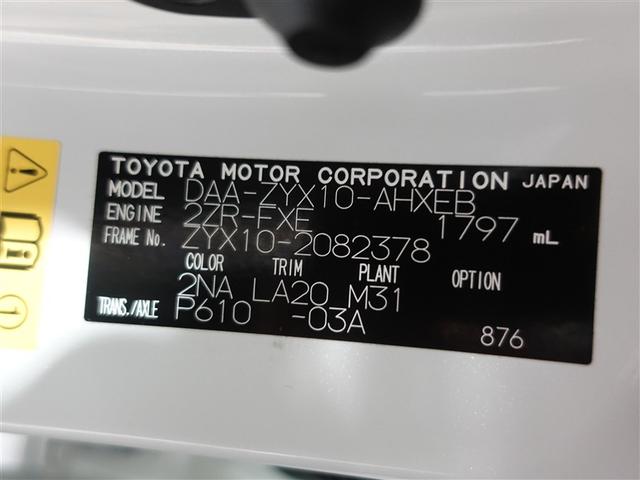 TOYOTA MOTOR CORPORATION JAPAN
MODEL DAA-ZYX10-AHXEB
ENGINE 2ZR-FXE 1797 mL
FRAME No. ZYX10-2082378
COLOR TRIM PLANT OPTION
2NA LA20 M31
TRANS./AXLE P610 -03A
876